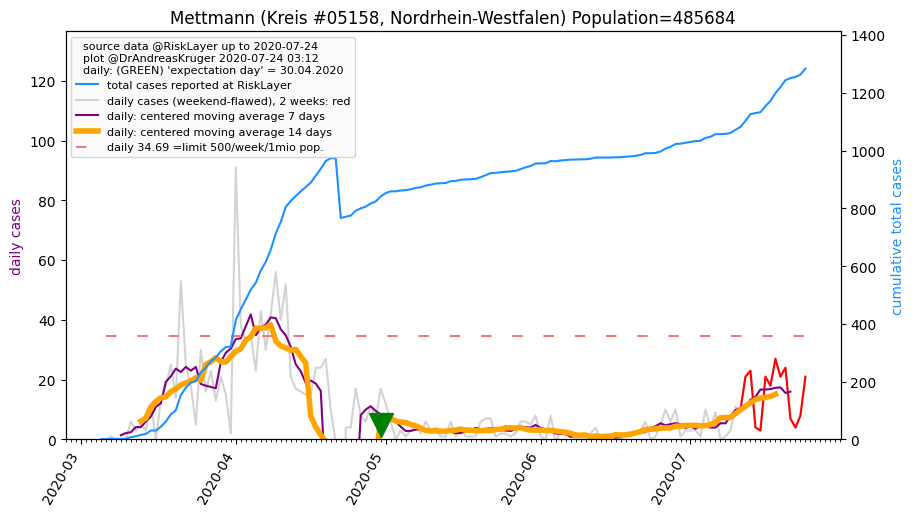 Mettmann (Kreis #05158, Nordrhein-Westfalen) Population=485684
source data @RiskLayer up to 2020-07-24
plot @DrAndreasKruger 2020-07-24 03:12
daily: (GREEN) 'expectation day' = 30.04.2020
total cases reported at RiskLayer
daily cases (weekend-flawed), 2 weeks: red
daily: centered moving average 7 days
daily: centered moving average 14 days
daily 34.69 =limit 500/week/1mio pop.
daily cases
120
100
80
60
40
20
0
1400
1200
1000
800
600
400
200
0
cumulative total cases
2020-03
2020-04
2020-05
2020-06
2020-07